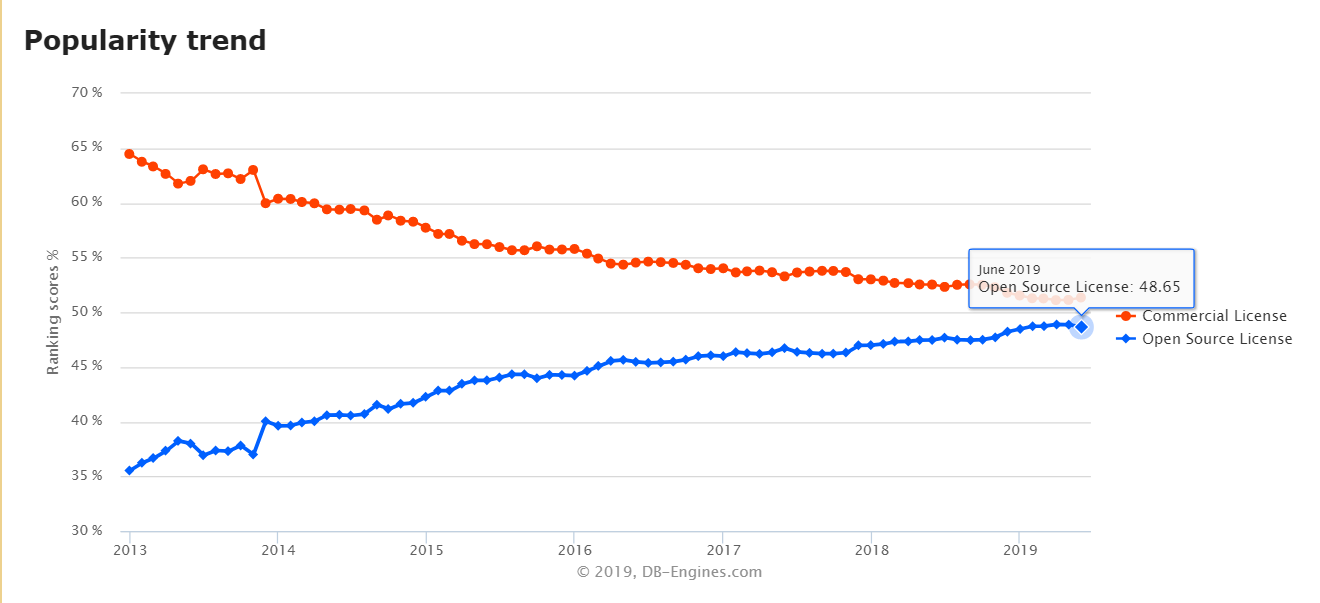 Popularity trend
70 %
65 %
60 %
55 %
50 %
45 %
40 %
35 %
30 %
Ranking scores %
June 2019
Open Source License: 48.65
Commercial License
Open Source License
2013 2014 2015 2016 2017 2018 2019
© 2019, DB-Engines.com